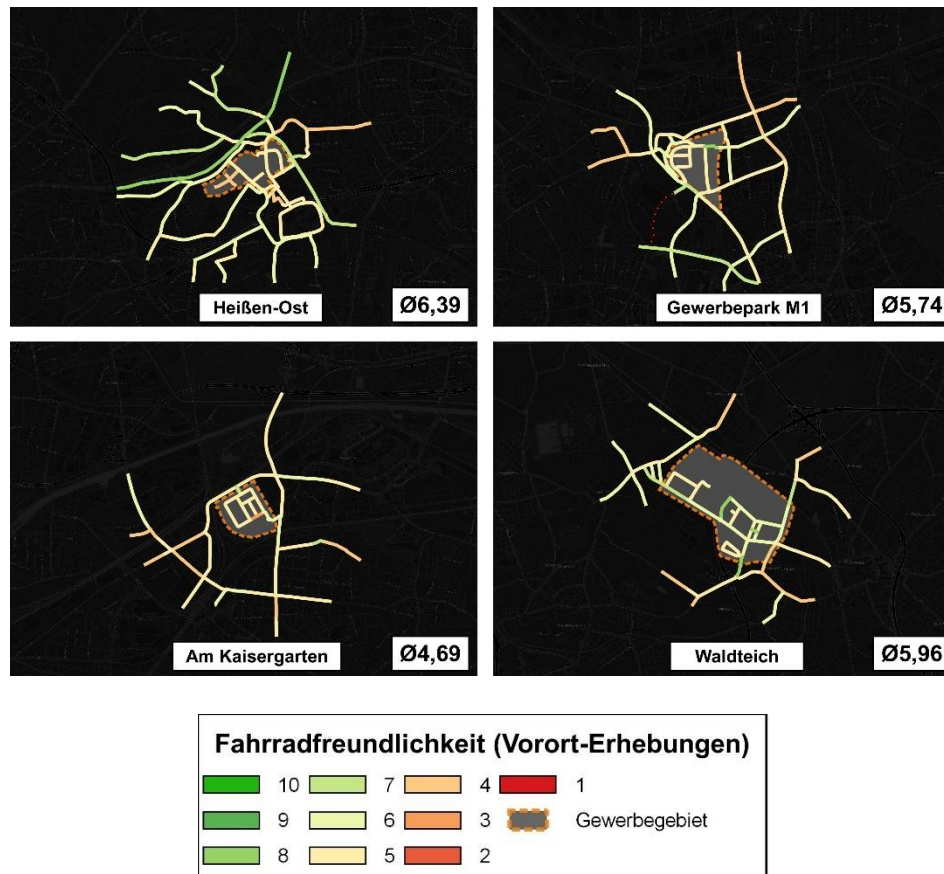 Heißen-Ost
Ø6,39
Gewerbepark M1
Ø5,74
Am Kaisergarten
Ø4,69
Waldteich
Ø5,96
Fahrradfreundlichkeit (Vorort-Erhebungen)
10 7 4 1
9 6 3 Gewerbegebiet
8 5 2